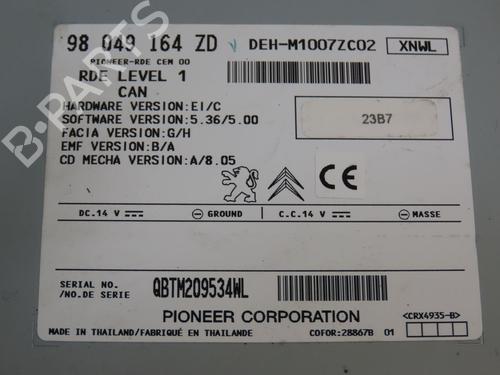 98 049 164 ZD V DEH-M1007ZC02 XNWL
PIONEER-RDE CEM 00
RDE LEVEL 1
CAN
HARDWARE VERSION:EI/C
SOFTWARE VERSION:5.36/5.00
FACIA VERSION:G/H
EMF VERSION:B/A
CD MECHA VERSION:A/8.05
23B7
CE
DC.14 V GROUND C.C.14 V MASSE
SERIAL NO.
/NO.DE SERIE QBTM209534WL
PIONEER CORPORATION <CRX4935-B>
MADE IN THAILAND/FABRIQUÉ EN THAILANDE COFOR:28867B 01
B-PARTS